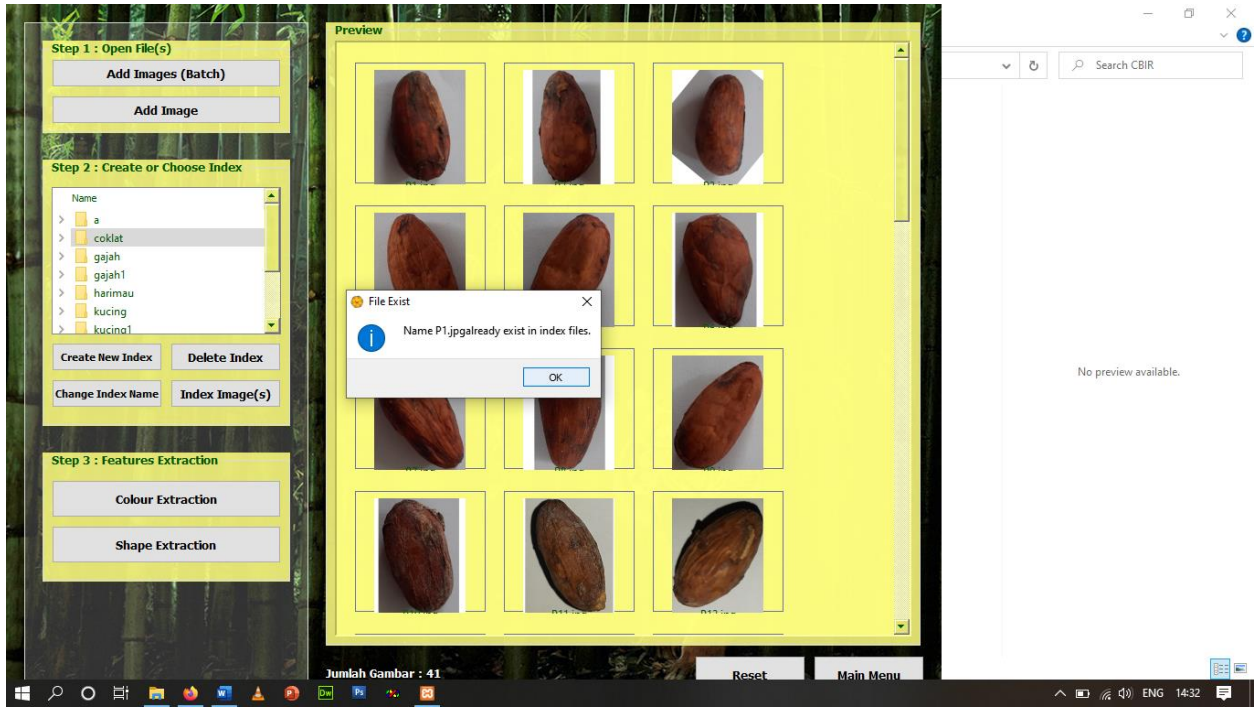 Step 1 : Open File(s)
Add Images (Batch)
Add Image
Step 2 : Create or Choose Index
Name
a
coklat
gajah
gajah1
harimau
kucing
kucing1
Create New Index
Delete Index
Change Index Name
Index Image(s)
Step 3 : Features Extraction
Colour Extraction
Shape Extraction
Preview
File Exist
Name P1.jpgalready exist in index files.
OK
Jumlah Gambar : 41
Reset
Main Menu
Search CBIR
No preview available.
ENG
14:32